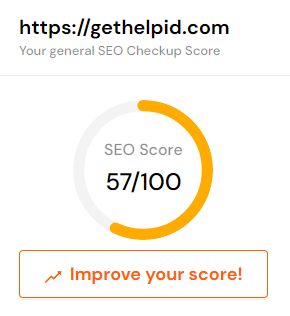 https://gethelpid.com
Your general SEO Checkup Score
SEO Score
57/100
Improve your score!